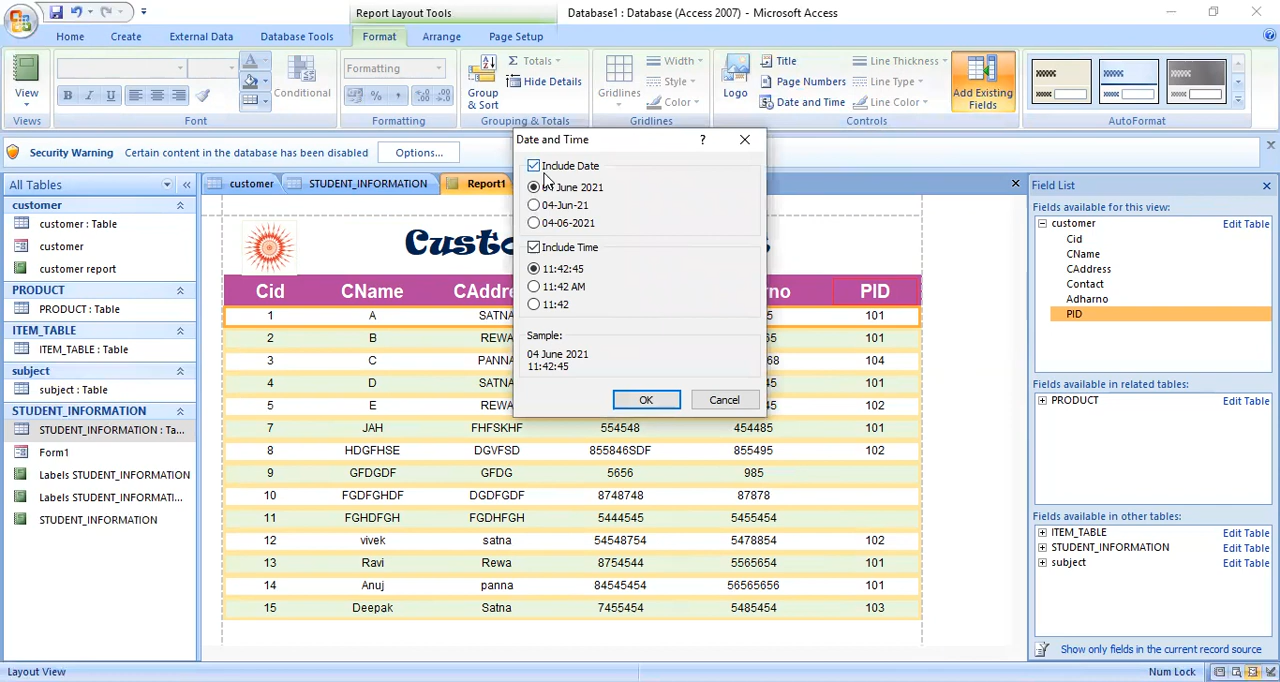 Report Layout Tools
Database1 : Database (Access 2007) - Microsoft Access
Home Create External Data Database Tools Format Arrange Page Setup
View
Views
B I U
Font
Conditional
Formatting
%
Formatting
Group & Sort
Σ Totals
Hide Details
Grouping & Totals
Gridlines
Width
Style
Color
Gridlines
Logo
Title
Page Numbers
Date and Time
Line Thickness
Line Type
Line Color
Controls
Add Existing Fields
AutoFormat
Security Warning Certain content in the database has been disabled Options...
All Tables
customer
customer : Table
customer
customer report
PRODUCT
PRODUCT : Table
ITEM_TABLE
ITEM_TABLE : Table
subject
subject : Table
STUDENT_INFORMATION
STUDENT_INFORMATION : Ta...
Form1
Labels STUDENT_INFORMATION
Labels STUDENT_INFORMATI...
STUDENT_INFORMATION
customer STUDENT_INFORMATION Report1
Date and Time
Include Date
June 2021
04-Jun-21
04-06-2021
Include Time
11:42:45
11:42 AM
11:42
Sample:
04 June 2021
11:42:45
OK Cancel
Cid CName PID
1 A 101
2 B 101
3 C 104
4 D 101
5 E 102
7 JAH FHFSKHF 554548 454485 101
8 HDGFHSE DGVFSD 855846SDF 855495 102
9 GFDGDF GFDG 5656 985
10 FGDFGHDF DGDFGDF 8748748 87878
11 FGHDFGH FGDHFGH 5444545 5455454
12 vivek satna 54548754 5478854 102
13 Ravi Rewa 8754544 5565654 101
14 Anuj panna 84545454 56565656 101
15 Deepak Satna 7455454 5485454 103
Field List
Fields available for this view:
customer Edit Table
Cid
CName
CAddress
Contact
Adharno
PID
Fields available in related tables:
PRODUCT Edit Table
Fields available in other tables:
ITEM_TABLE Edit Table
STUDENT_INFORMATION Edit Table
subject Edit Table
Show only fields in the current record source
Layout View Num Lock